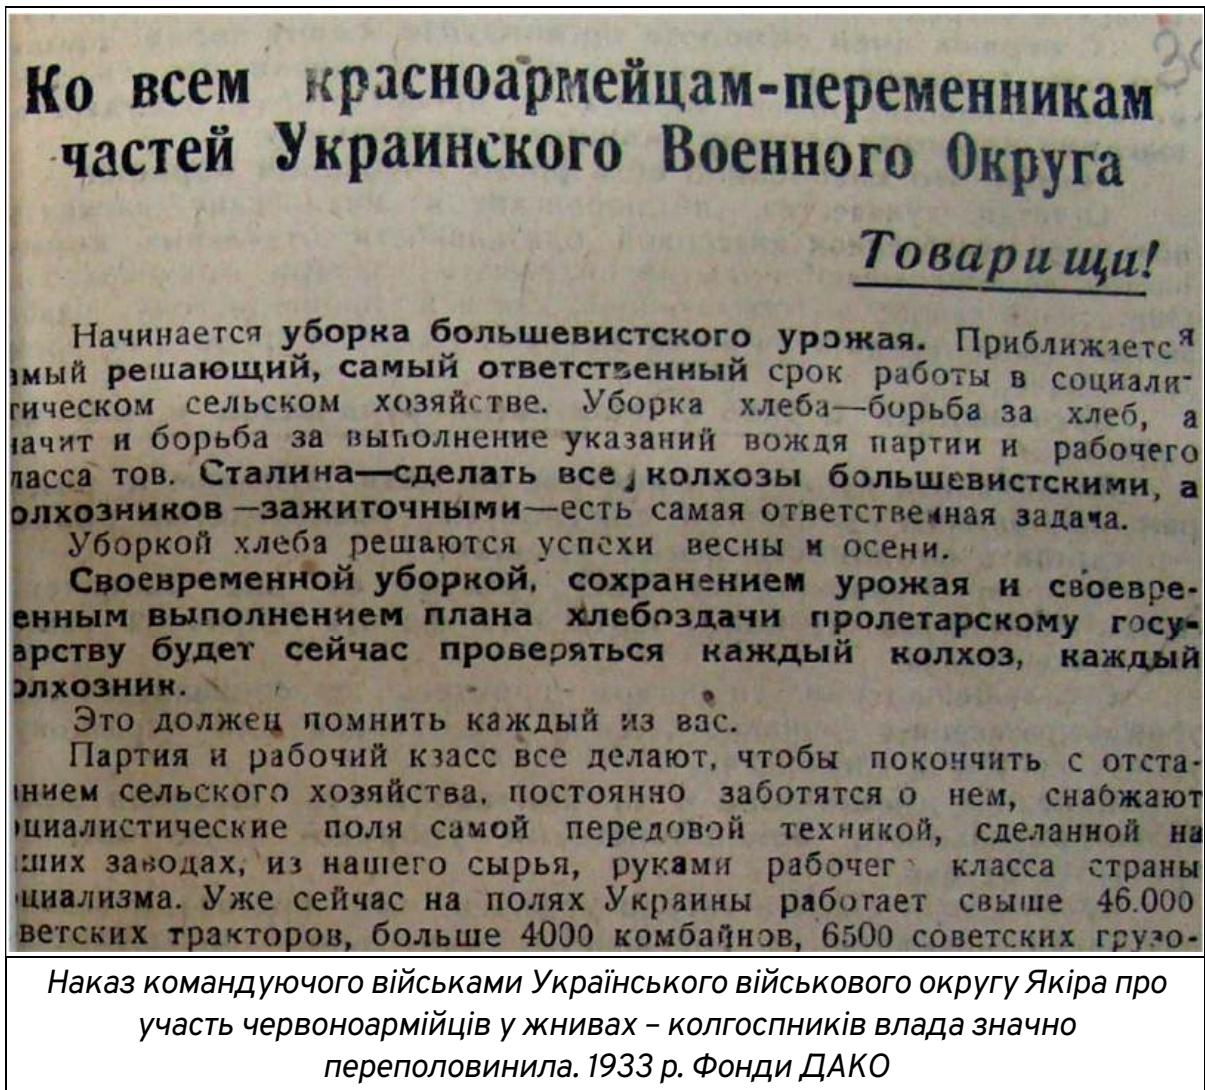 Ко всем красноармейцам-переменникам
частей Украинского Военного Округа
Товарищи!
Начинается уборка большевистского урожая. Приближается
амый решающий, самый ответственный срок работы в социали-
тическом сельском хозяйстве. Уборка хлеба—борьба за хлеб, а
начит и борьба за выполнение указаний вождя партии и рабочего
ласса тов. Сталина—сделать все колхозы большевистскими, а
олхозников—зажиточными—есть самая ответственная задача.
Уборкой хлеба решаются успехи весны и осени.
Своевременной уборкой, сохранением урожая и своевре-
енным выполнением плана хлебоздачи пролетарскому госу-
арству будет сейчас проверяться каждый колхоз, каждый
олхозник.
Это должен помнить каждый из вас.
Партия и рабочий кзасс все делают, чтобы покончить с отста-
нием сельского хозяйства, постоянно заботятся о нем, снабжают
оциалистические поля самой передовой техникой, сделанной на
ших заводах, из нашего сырья, руками рабочег класса страны
оциализма. Уже сейчас на полях Украины работает свыше 46.000
ветских тракторов, больше 4000 комбайнов, 6500 советских грузо-
Наказ командуючого військами Українського військового округу Якіра про
участь червоноармійців у жнивах – колгоспників влада значно
переполовинила. 1933 р. Фонди ДАКО